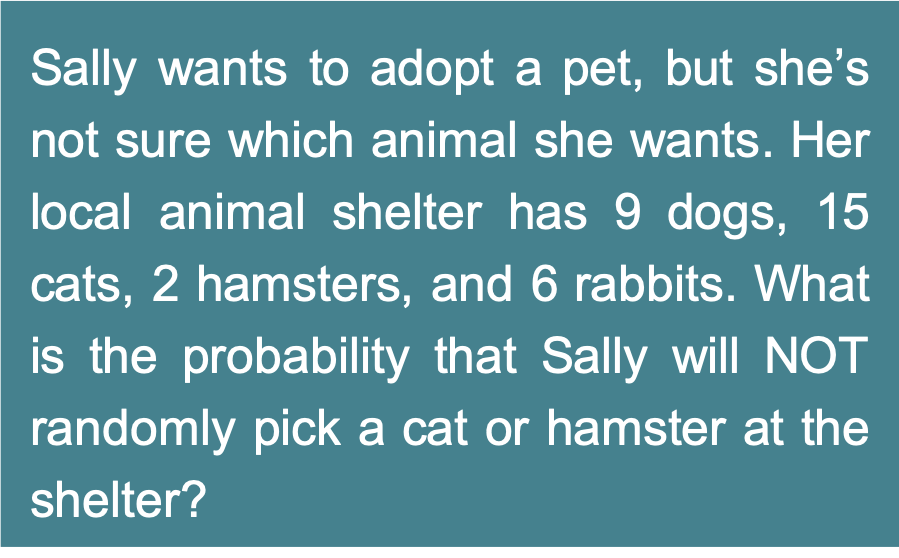 Sally wants to adopt a pet, but she’s
not sure which animal she wants. Her
local animal shelter has 9 dogs, 15
cats, 2 hamsters, and 6 rabbits. What
is the probability that Sally will NOT
randomly pick a cat or hamster at the
shelter?